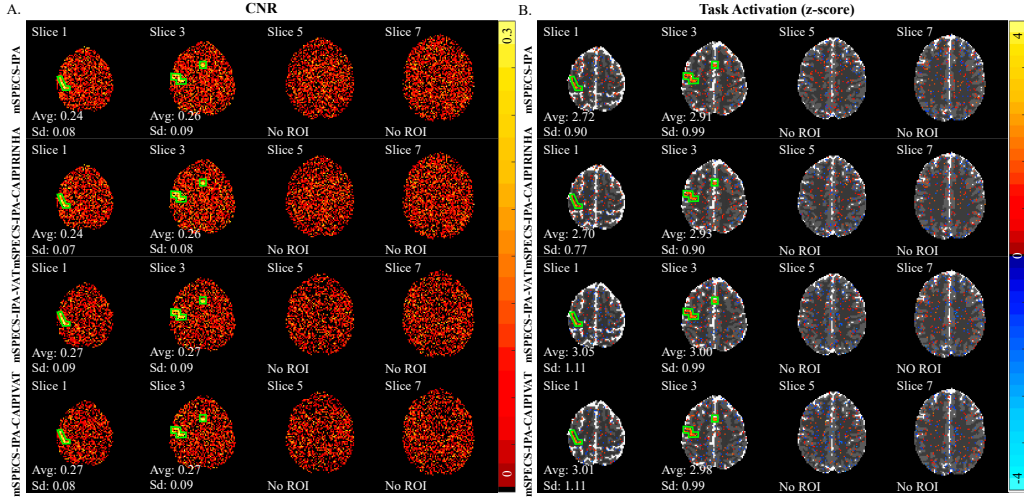 A.
CNR
mSPECS-IPA
Slice 1
Slice 3
Slice 5
Slice 7
Avg: 0.24
Sd: 0.08
Avg: 0.26
Sd: 0.09
No ROI
No ROI
mSPECS-IPA-CAIPIRINHA
Slice 1
Slice 3
Slice 5
Slice 7
Avg: 0.24
Sd: 0.07
Avg: 0.26
Sd: 0.08
No ROI
No ROI
mSPECS-IPA-VAT
Slice 1
Slice 3
Slice 5
Slice 7
Avg: 0.27
Sd: 0.09
Avg: 0.27
Sd: 0.09
No ROI
No ROI
mSPECS-IPA-CAIPIVAT
Slice 1
Slice 3
Slice 5
Slice 7
Avg: 0.27
Sd: 0.08
Avg: 0.27
Sd: 0.09
No ROI
No ROI
0.3
0
B.
Task Activation (z-score)
mSPECS-IPA
Slice 1
Slice 3
Slice 5
Slice 7
Avg: 2.72
Sd: 0.90
Avg: 2.91
Sd: 0.99
No ROI
No ROI
mSPECS-IPA-CAIPIRINHA
Slice 1
Slice 3
Slice 5
Slice 7
Avg: 2.70
Sd: 0.77
Avg: 2.93
Sd: 0.90
No ROI
No ROI
mSPECS-IPA-VAT
Slice 1
Slice 3
Slice 5
Slice 7
Avg: 3.05
Sd: 1.11
Avg: 3.00
Sd: 0.99
No ROI
NO ROI
mSPECS-IPA-CAPIVAT
Slice 1
Slice 3
Slice 5
Slice 7
Avg: 3.01
Sd: 1.11
Avg: 2.98
Sd: 0.99
No ROI
No ROI
4
0
-4